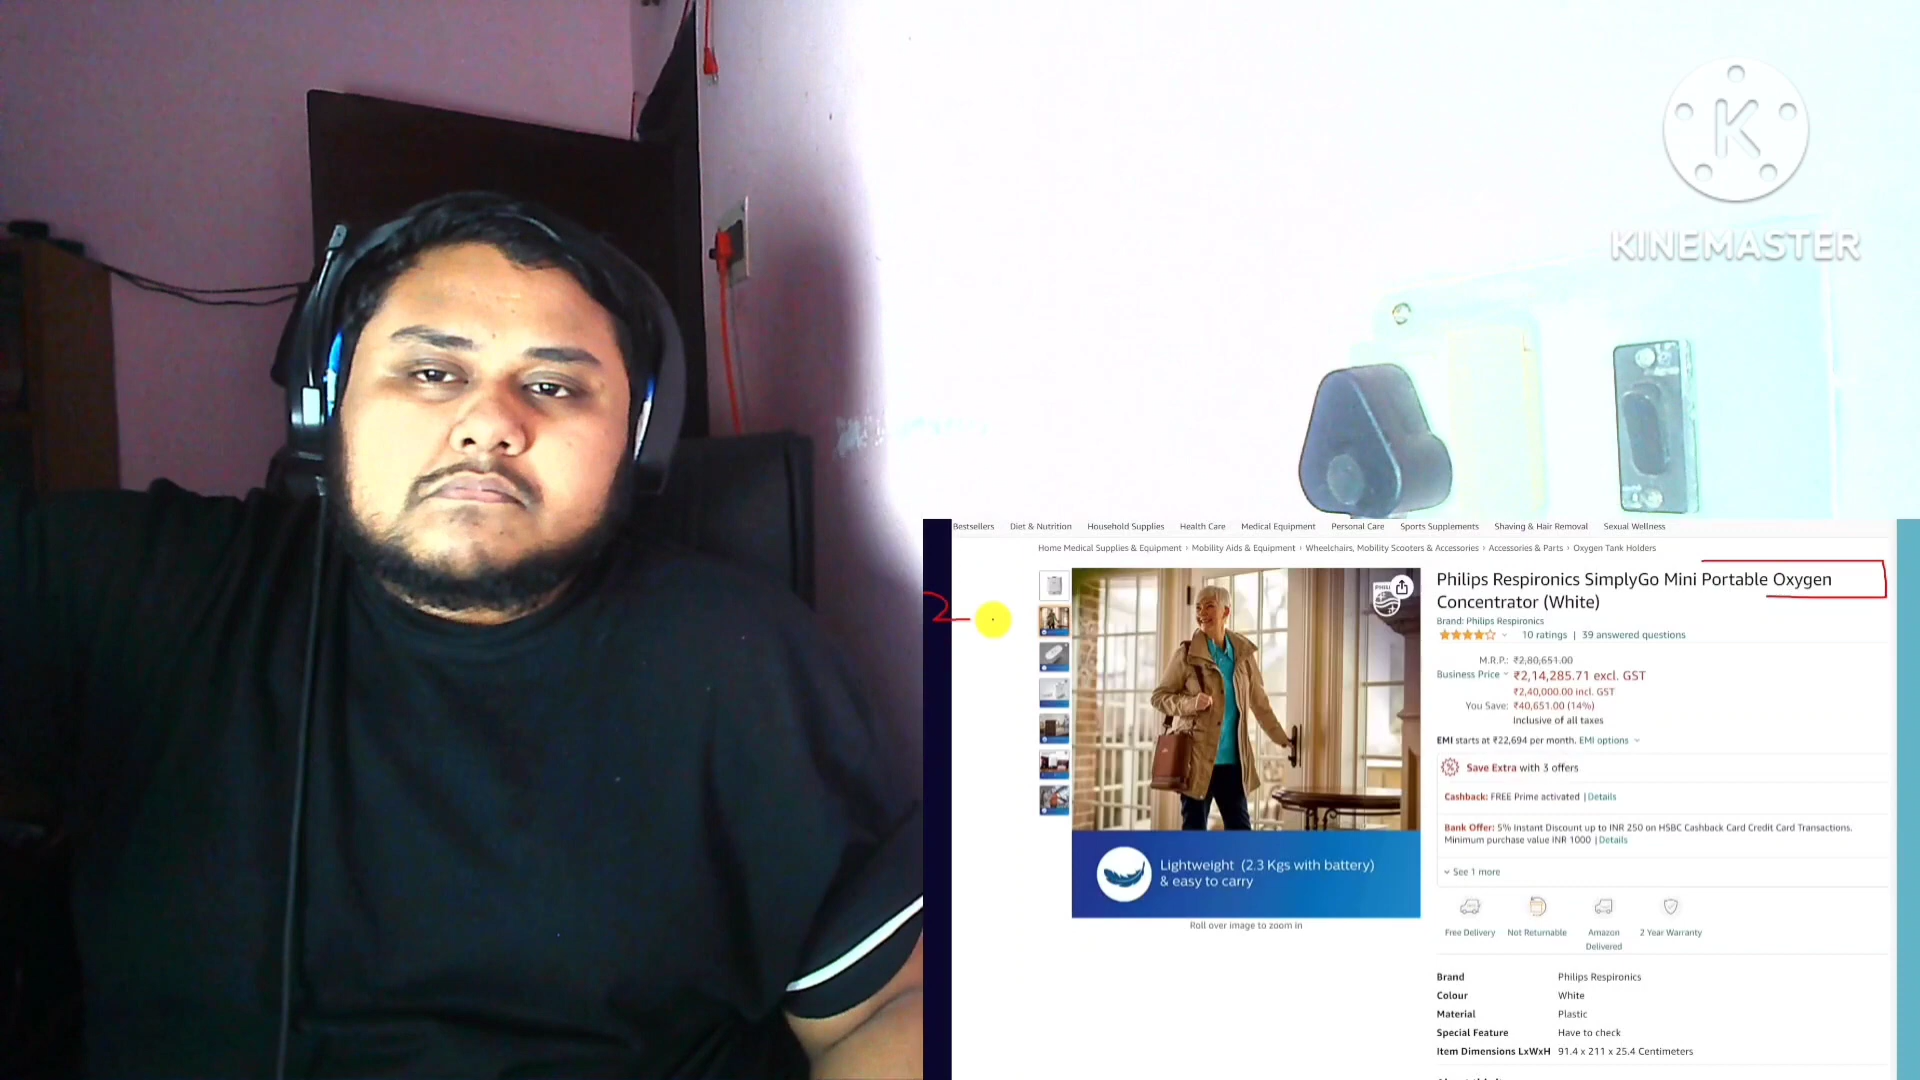 K
KINEMASTER
Bestsellers Diet & Nutrition Household Supplies Health Care Medical Equipment Personal Care Sports Supplements Shaving & Hair Removal Sexual Wellness
Home Medical Supplies & Equipment › Mobility Aids & Equipment › Wheelchairs, Mobility Scooters & Accessories › Accessories & Parts › Oxygen Tank Holders
2
PHILI
Philips Respironics SimplyGo Mini Portable Oxygen
Concentrator (White)
Brand: Philips Respironics
10 ratings | 39 answered questions
M.R.P.: ₹2,80,651.00
Business Price ₹2,14,285.71 excl. GST
₹2,40,000.00 incl. GST
You Save: ₹40,651.00 (14%)
Inclusive of all taxes
EMI starts at ₹22,694 per month. EMI options
% Save Extra with 3 offers
Cashback: FREE Prime activated | Details
Bank Offer: 5% Instant Discount up to INR 250 on HSBC Cashback Card Credit Card Transactions.
Minimum purchase value INR 1000 | Details
See 1 more
Lightweight (2.3 Kgs with battery)
& easy to carry
Roll over image to zoom in
Free Delivery Not Returnable Amazon Delivered 2 Year Warranty
Brand Philips Respironics
Colour White
Material Plastic
Special Feature Have to check
Item Dimensions LxWxH 91.4 x 211 x 25.4 Centimeters